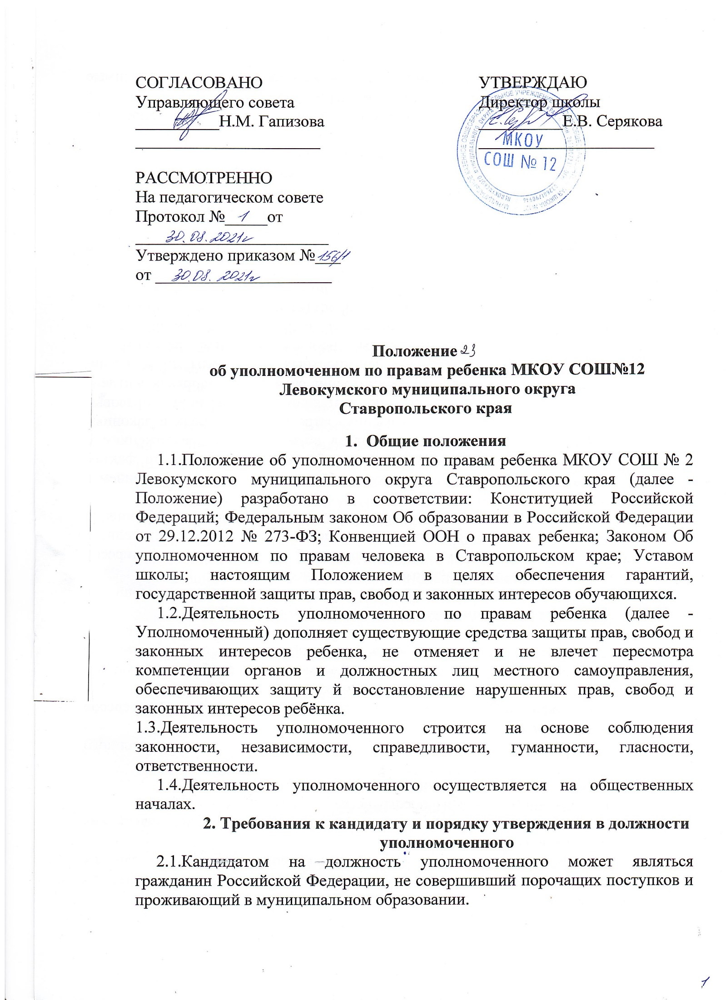 СОГЛАСОВАНО
Управляющего совета
__________Н.М. Гапизова
РАССМОТРЕННО
На педагогическом совете
Протокол №__1__от
30.08.2021г
Утверждено приказом №156/1
от 30.08. 2021г
УТВЕРЖДАЮ
Директор школы
__________Е.В. Серякова
МКОУ
СОШ № 12
Положение 23
об уполномоченном по правам ребенка МКОУ СОШ№12
Левокумского муниципального округа
Ставропольского края
1. Общие положения
1.1.Положение об уполномоченном по правам ребенка МКОУ СОШ № 2
Левокумского муниципального округа Ставропольского края (далее -
Положение) разработано в соответствии: Конституцией Российской
Федераций; Федеральным законом Об образовании в Российской Федерации
от 29.12.2012 № 273-ФЗ; Конвенцией ООН о правах ребенка; Законом Об
уполномоченном по правам человека в Ставропольском крае; Уставом
школы; настоящим Положением в целях обеспечения гарантий,
государственной защиты прав, свобод и законных интересов обучающихся.
1.2.Деятельность уполномоченного по правам ребенка (далее -
Уполномоченный) дополняет существующие средства защиты прав, свобод и
законных интересов ребенка, не отменяет и не влечет пересмотра
компетенции органов и должностных лиц местного самоуправления,
обеспечивающих защиту й восстановление нарушенных прав, свобод и
законных интересов ребёнка.
1.3.Деятельность уполномоченного строится на основе соблюдения
законности, независимости, справедливости, гуманности, гласности,
ответственности.
1.4.Деятельность уполномоченного осуществляется на общественных
началах.
2. Требования к кандидату и порядку утверждения в должности
уполномоченного
2.1.Кандидатом на должность уполномоченного может являться
гражданин Российской Федерации, не совершивший порочащих поступков и
проживающий в муниципальном образовании.
1